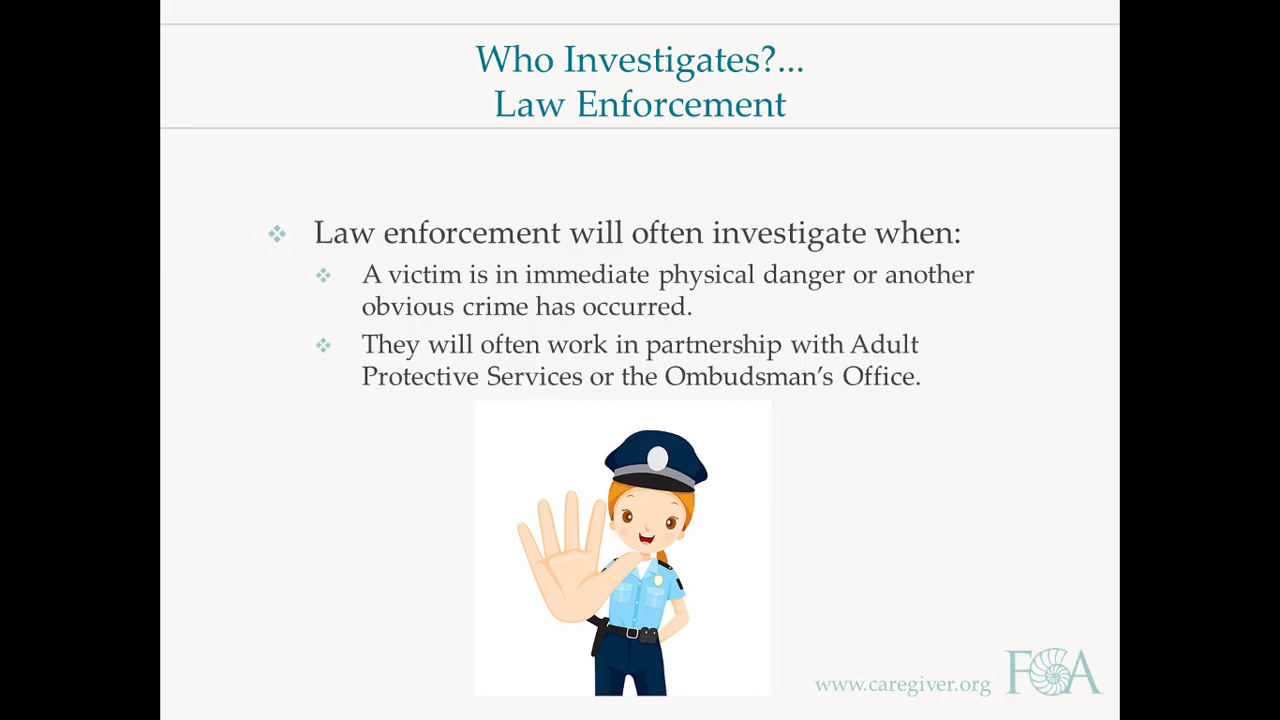 Who Investigates?...
Law Enforcement
Law enforcement will often investigate when:
A victim is in immediate physical danger or another
obvious crime has occurred.
They will often work in partnership with Adult
Protective Services or the Ombudsman’s Office.
www.caregiver.org FCA